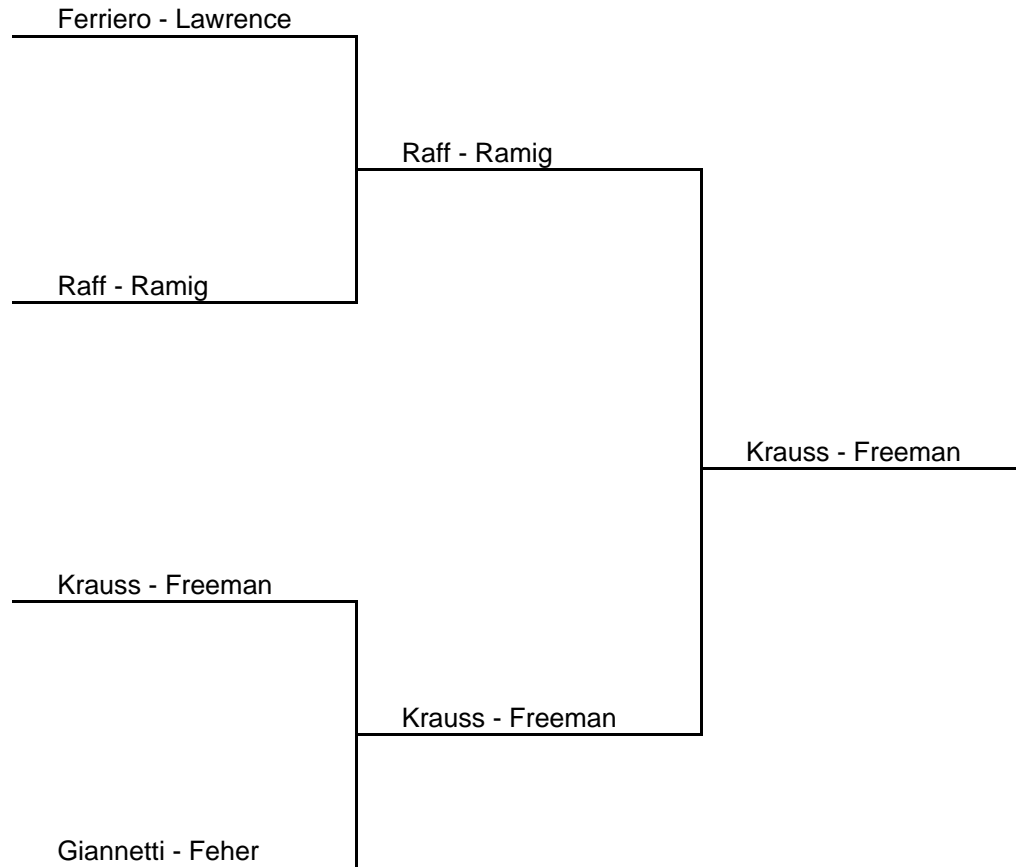 Ferriero - Lawrence
Raff - Ramig
Raff - Ramig
Krauss - Freeman
Krauss - Freeman
Krauss - Freeman
Giannetti - Feher